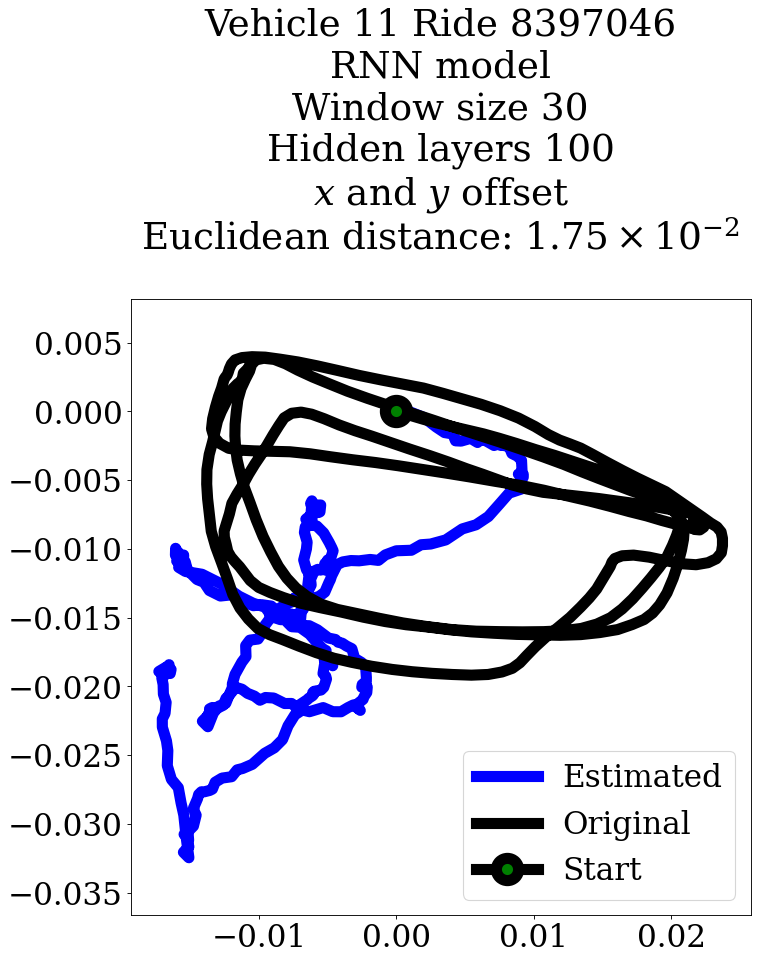 Vehicle 11 Ride 8397046
RNN model
Window size 30
Hidden layers 100
x and y offset
Euclidean distance: 1.75 × 10⁻²
0.005
0.000
−0.005
−0.010
−0.015
−0.020
−0.025
−0.030
−0.035
Estimated
Original
Start
−0.01 0.00 0.01 0.02